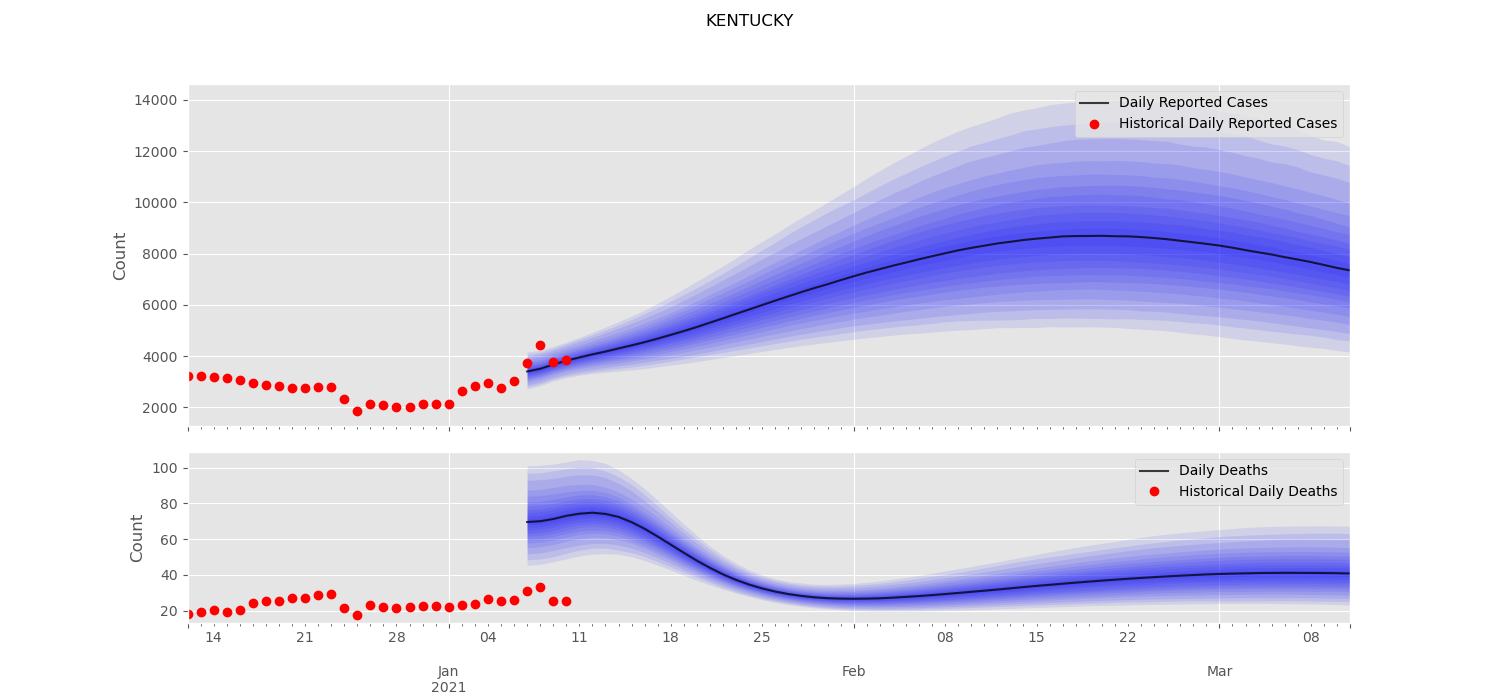 KENTUCKY
14000
12000
10000
8000
6000
4000
2000
Count
Daily Reported Cases
Historical Daily Reported Cases
100
80
60
40
20
Count
Daily Deaths
Historical Daily Deaths
14 21 28 04 11 18 25 08 15 22 08
Jan Feb Mar
2021